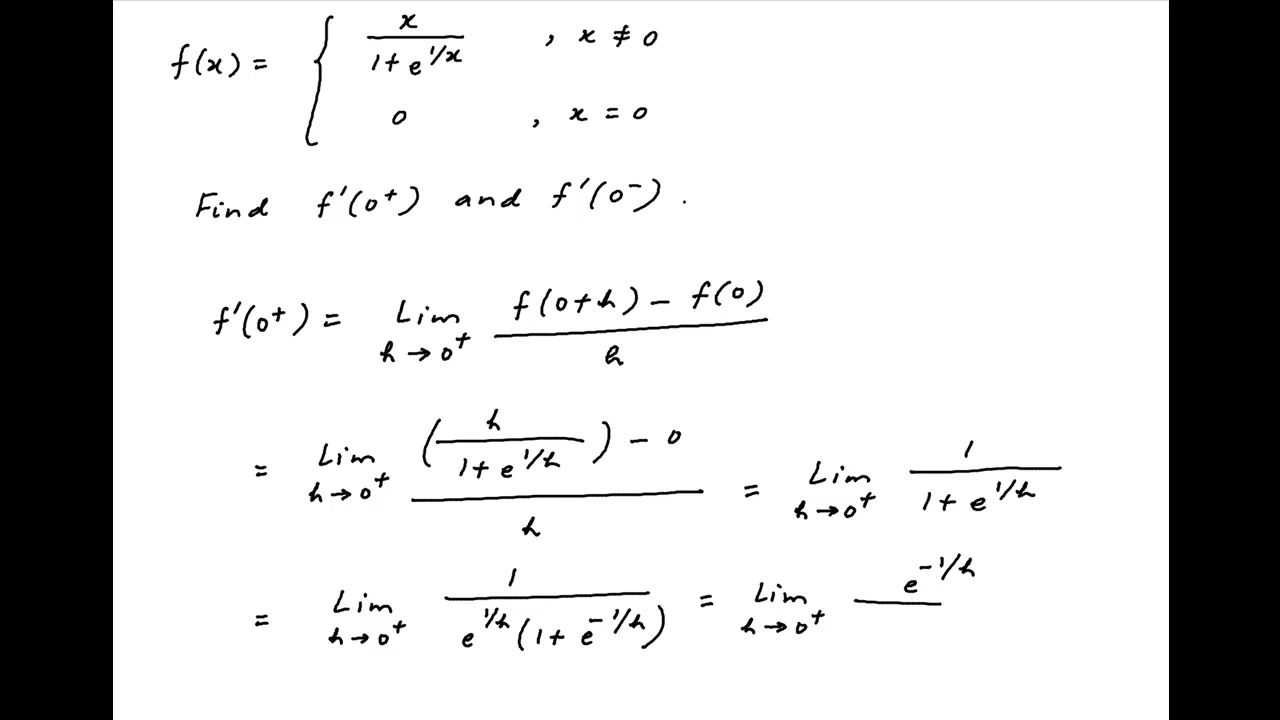 f(x) = { x / (1 + e^{1/x}) , x ≠ 0
0 , x = 0
Find f'(0⁺) and f'(0⁻).
f'(0⁺) = Lim_{h→0⁺} (f(0+h) − f(0)) / h
= Lim_{h→0⁺} ((h / (1 + e^{1/h})) − 0) / h = Lim_{h→0⁺} 1 / (1 + e^{1/h})
= Lim_{h→0⁺} 1 / (e^{1/h} (1 + e^{−1/h})) = Lim_{h→0⁺} e^{−1/h} /